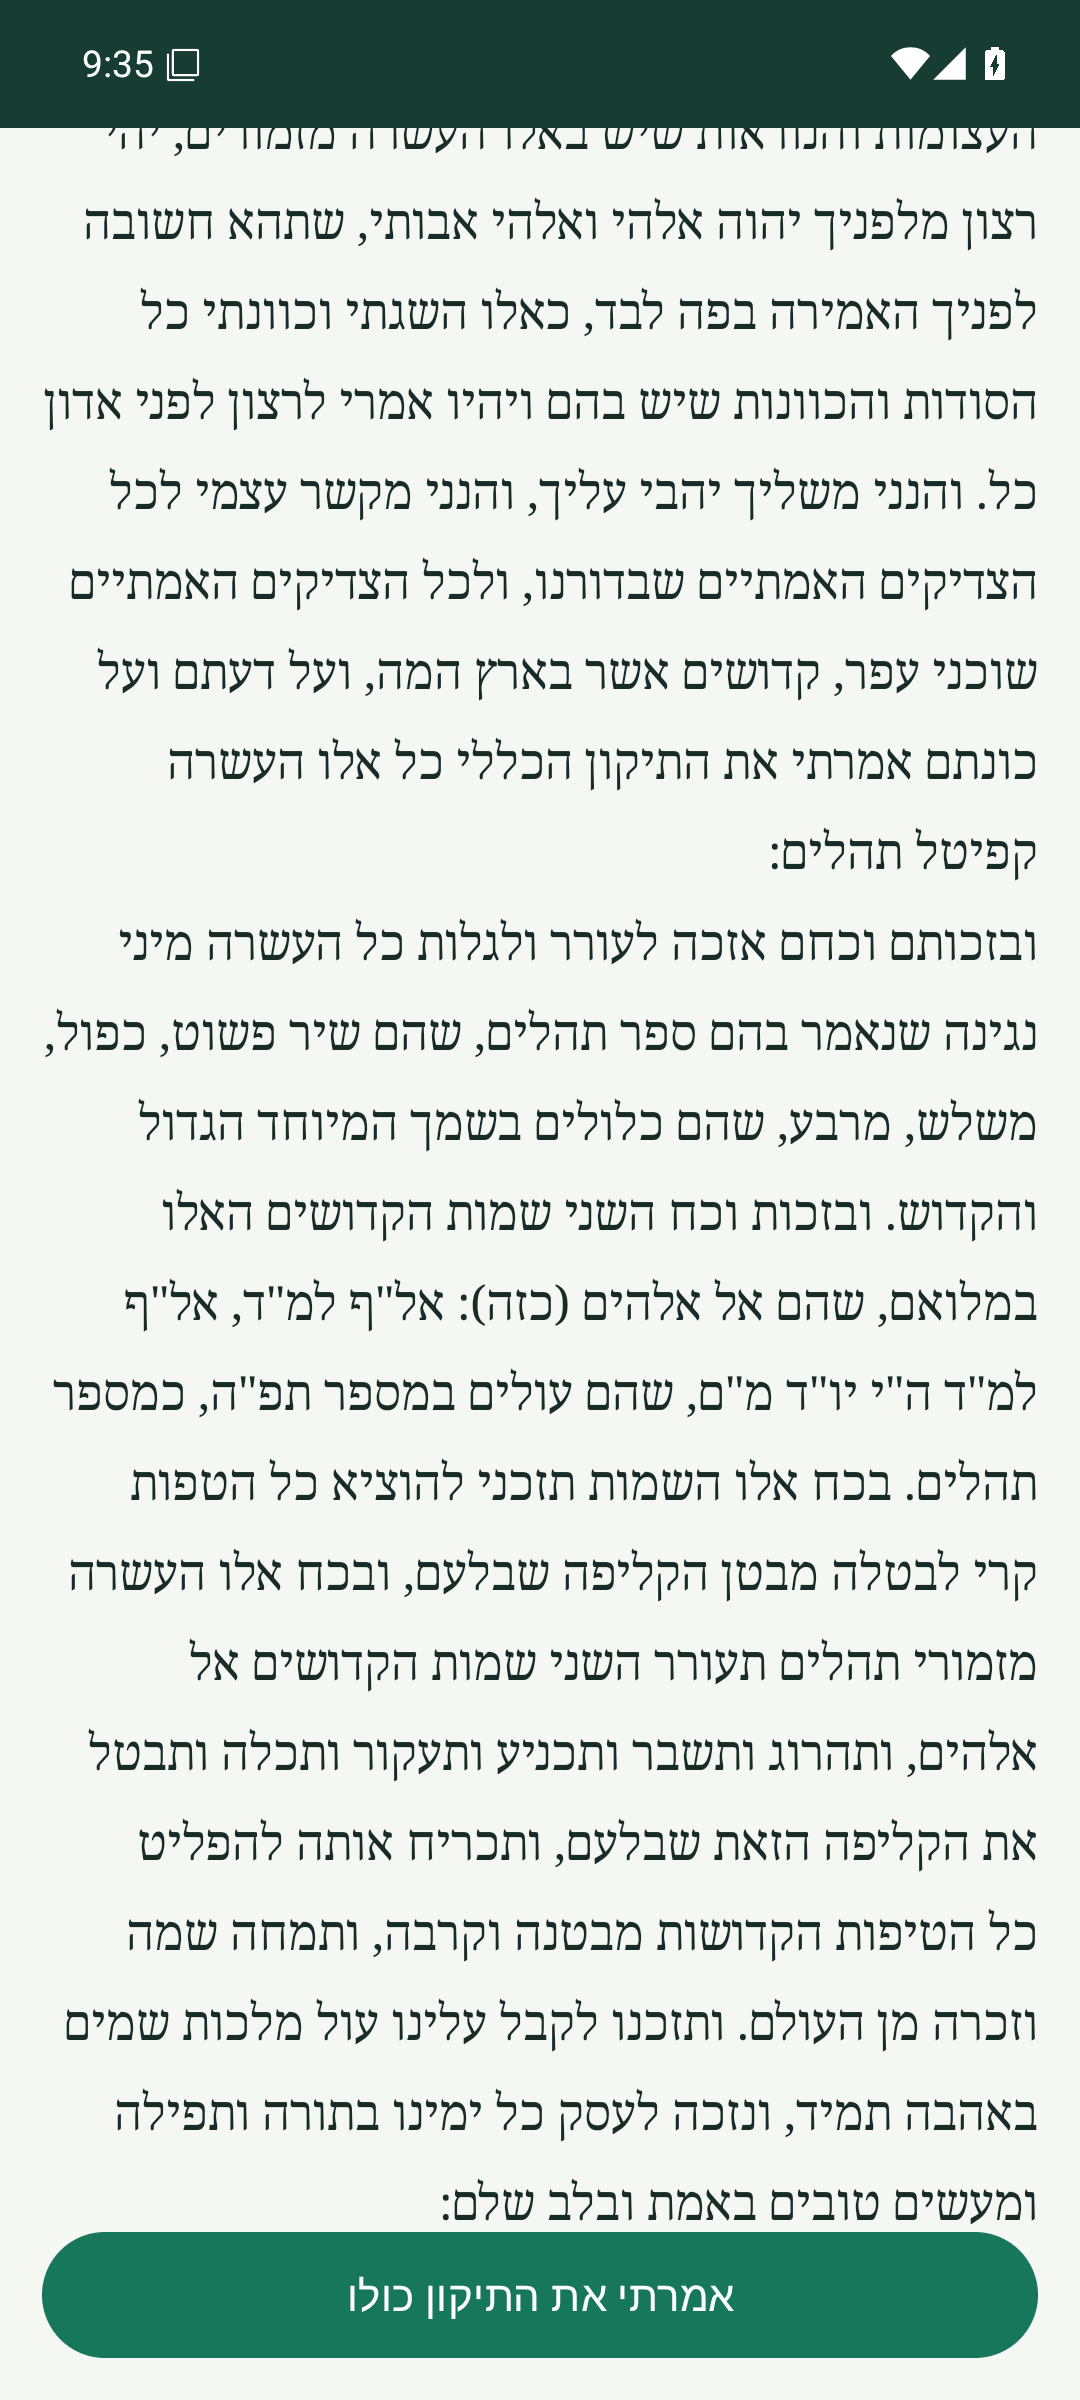 9:35
העצומות והנוראות שיש באלו העשרה מזמורים, יהי
רצון מלפניך יהוה אלהי ואלהי אבותי, שתהא חשובה
לפניך האמירה בפה לבד, כאלו השגתי וכוונתי כל
הסודות והכוונות שיש בהם ויהיו אמרי לרצון לפני אדון
כל. והנני משליך יהבי עליך, והנני מקשר עצמי לכל
הצדיקים האמתיים שבדורנו, ולכל הצדיקים האמתיים
שוכני עפר, קדושים אשר בארץ המה, ועל דעתם ועל
כונתם אמרתי את התיקון הכללי כל אלו העשרה
קפיטל תהלים:
ובזכותם וכחם אזכה לעורר ולגלות כל העשרה מיני
נגינה שנאמר בהם ספר תהלים, שהם שיר פשוט, כפול,
משלש, מרבע, שהם כלולים בשמך המיוחד הגדול
והקדוש. ובזכות וכח השני שמות הקדושים האלו
במלואם, שהם אל אלהים (כזה): אל"ף למ"ד, אל"ף
למ"ד ה"י יו"ד מ"ם, שהם עולים במספר תפ"ה, כמספר
תהלים. בכח אלו השמות תזכני להוציא כל הטפות
קרי לבטלה מבטן הקליפה שבלעם, ובכח אלו העשרה
מזמורי תהלים תעורר השני שמות הקדושים אל
אלהים, ותהרוג ותשבר ותכניע ותעקור ותכלה ותבטל
את הקליפה הזאת שבלעם, ותכריח אותה להפליט
כל הטיפות הקדושות מבטנה וקרבה, ותמחה שמה
וזכרה מן העולם. ותזכנו לקבל עלינו עול מלכות שמים
באהבה תמיד, ונזכה לעסק כל ימינו בתורה ותפילה
ומעשים טובים באמת ובלב שלם:
אמרתי את התיקון כולו